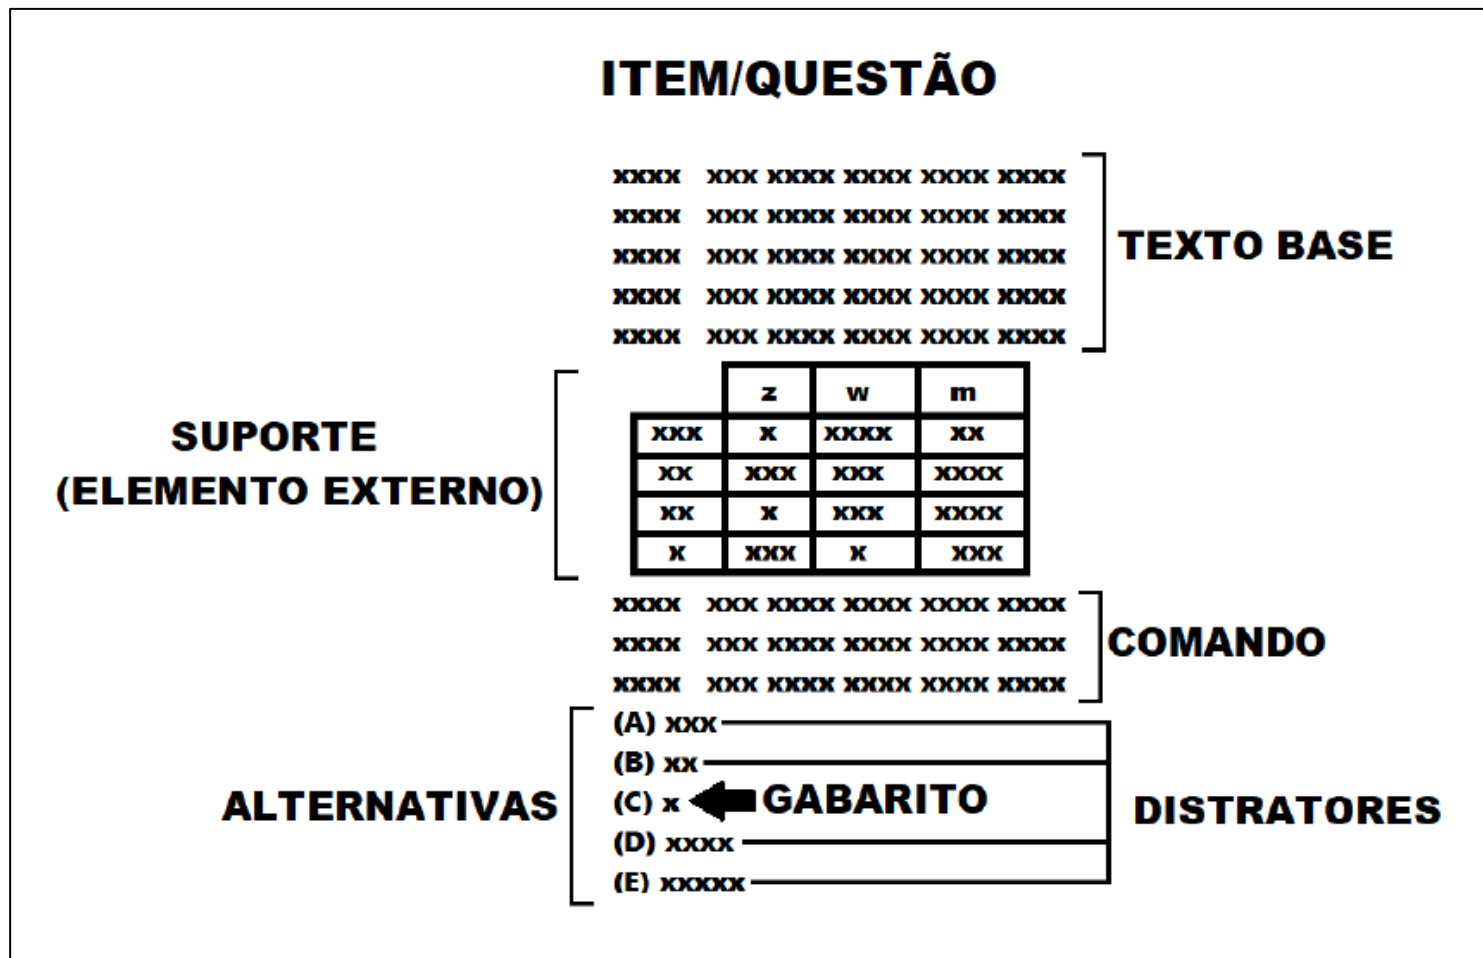 ITEM/QUESTÃO
xxxx xxx xxxx xxxx xxxx xxxx
xxxx xxx xxxx xxxx xxxx xxxx
xxxx xxx xxxx xxxx xxxx xxxx
xxxx xxx xxxx xxxx xxxx xxxx
xxxx xxx xxxx xxxx xxxx xxxx
TEXTO BASE
SUPORTE
(ELEMENTO EXTERNO)
z w m
xxx x xxxx xx
xx xxx xxx xxxx
xx x xxx xxxx
x xxx x xxx
xxxx xxx xxxx xxxx xxxx xxxx
xxxx xxx xxxx xxxx xxxx xxxx
xxxx xxx xxxx xxxx xxxx xxxx
COMANDO
ALTERNATIVAS
(A) xxx
(B) xx
(C) x GABARITO
(D) xxxx
(E) xxxxx
DISTRATORES